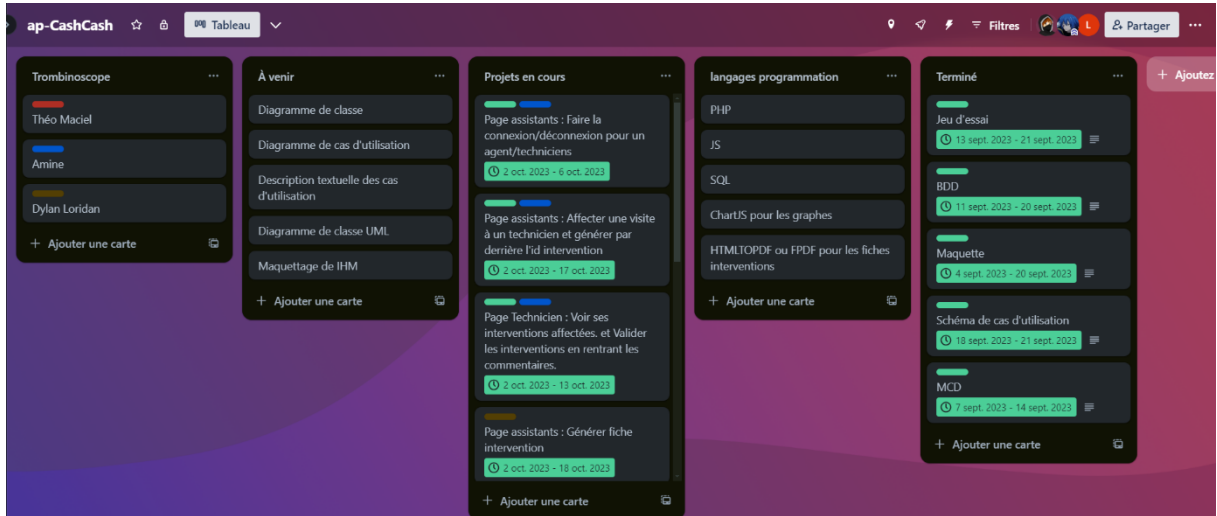 ap-CashCash
Tableau
Filtres
L
Partager
Trombinoscope
Théo Maciel
Amine
Dylan Loridan
+ Ajouter une carte
À venir
Diagramme de classe
Diagramme de cas d'utilisation
Description textuelle des cas
d'utilisation
Diagramme de classe UML
Maquettage de IHM
+ Ajouter une carte
Projets en cours
Page assistants : Faire la
connexion/déconnexion pour un
agent/techniciens
2 oct. 2023 - 6 oct. 2023
Page assistants : Affecter une visite
à un technicien et générer par
derrière l'id intervention
2 oct. 2023 - 17 oct. 2023
Page Technicien : Voir ses
interventions affectées. et Valider
les interventions en rentrant les
commentaires.
2 oct. 2023 - 13 oct. 2023
Page assistants : Générer fiche
intervention
2 oct. 2023 - 18 oct. 2023
+ Ajouter une carte
langages programmation
PHP
JS
SQL
ChartJS pour les graphes
HTMLTOPDF ou FPDF pour les fiches
interventions
+ Ajouter une carte
Terminé
Jeu d'essai
13 sept. 2023 - 21 sept. 2023
BDD
11 sept. 2023 - 20 sept. 2023
Maquette
4 sept. 2023 - 20 sept. 2023
Schéma de cas d'utilisation
18 sept. 2023 - 21 sept. 2023
MCD
7 sept. 2023 - 14 sept. 2023
+ Ajouter une carte
+ Ajoutez